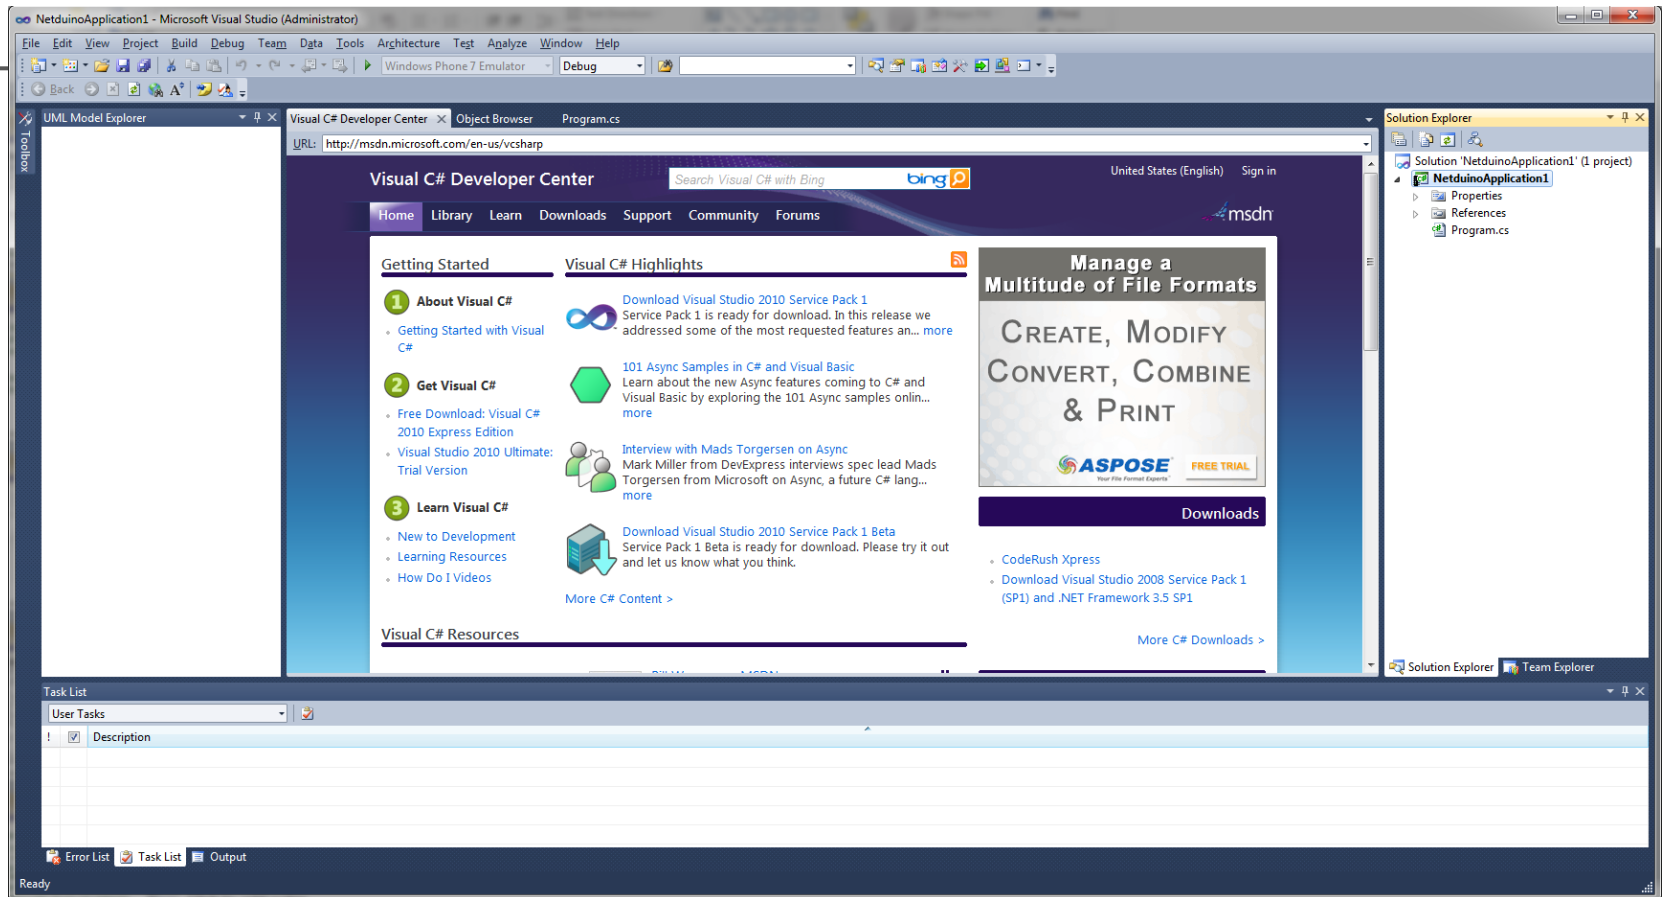 NetduinoApplication1 - Microsoft Visual Studio (Administrator)
File Edit View Project Build Debug Team Data Tools Architecture Test Analyze Window Help
Windows Phone 7 Emulator Debug
Back
Toolbox
UML Model Explorer
Visual C# Developer Center Object Browser Program.cs
URL: http://msdn.microsoft.com/en-us/vcsharp
Visual C# Developer Center
Search Visual C# with Bing bing
United States (English) Sign in
Home Library Learn Downloads Support Community Forums
msdn
Getting Started
1 About Visual C#
Getting Started with Visual
C#
2 Get Visual C#
Free Download: Visual C#
2010 Express Edition
Visual Studio 2010 Ultimate:
Trial Version
3 Learn Visual C#
New to Development
Learning Resources
How Do I Videos
Visual C# Highlights
Download Visual Studio 2010 Service Pack 1
Service Pack 1 is ready for download. In this release we
addressed some of the most requested features an... more
101 Async Samples in C# and Visual Basic
Learn about the new Async features coming to C# and
Visual Basic by exploring the 101 Async samples onlin...
more
Interview with Mads Torgersen on Async
Mark Miller from DevExpress interviews spec lead Mads
Torgersen from Microsoft on Async, a future C# lang...
more
Download Visual Studio 2010 Service Pack 1 Beta
Service Pack 1 Beta is ready for download. Please try it out
and let us know what you think.
More C# Content >
Manage a
Multitude of File Formats
CREATE, MODIFY
CONVERT, COMBINE
& PRINT
ASPOSE
Your File Format Experts
FREE TRIAL
Downloads
CodeRush Xpress
Download Visual Studio 2008 Service Pack 1
(SP1) and .NET Framework 3.5 SP1
More C# Downloads >
Visual C# Resources
Solution Explorer
Solution 'NetduinoApplication1' (1 project)
NetduinoApplication1
Properties
References
Program.cs
Solution Explorer Team Explorer
Task List
User Tasks
! Description
Error List Task List Output
Ready